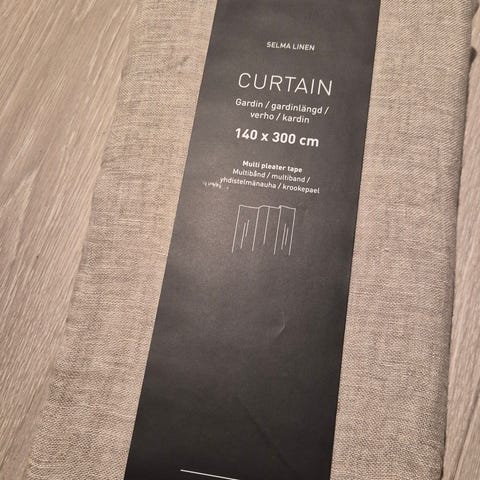 SELMA LINEN
CURTAIN
Gardin / gardinlängd /
verho / kardin
140 x 300 cm
Multi pleater tape
Multibånd / multiband /
yhdistelmänauha / krookepael